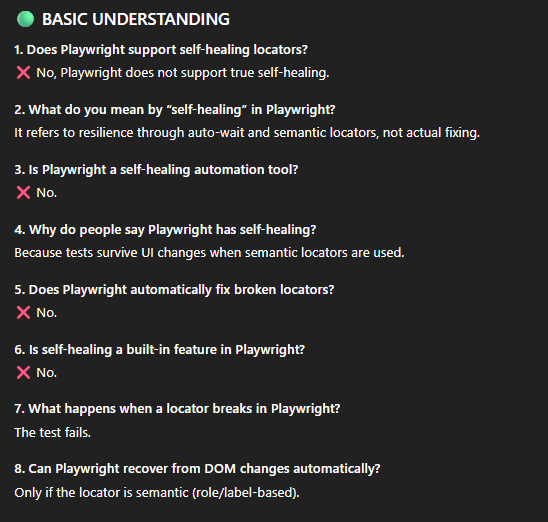 🟢 BASIC UNDERSTANDING
1. Does Playwright support self-healing locators?
❌ No, Playwright does not support true self-healing.
2. What do you mean by “self-healing” in Playwright?
It refers to resilience through auto-wait and semantic locators, not actual fixing.
3. Is Playwright a self-healing automation tool?
❌ No.
4. Why do people say Playwright has self-healing?
Because tests survive UI changes when semantic locators are used.
5. Does Playwright automatically fix broken locators?
❌ No.
6. Is self-healing a built-in feature in Playwright?
❌ No.
7. What happens when a locator breaks in Playwright?
The test fails.
8. Can Playwright recover from DOM changes automatically?
Only if the locator is semantic (role/label-based).